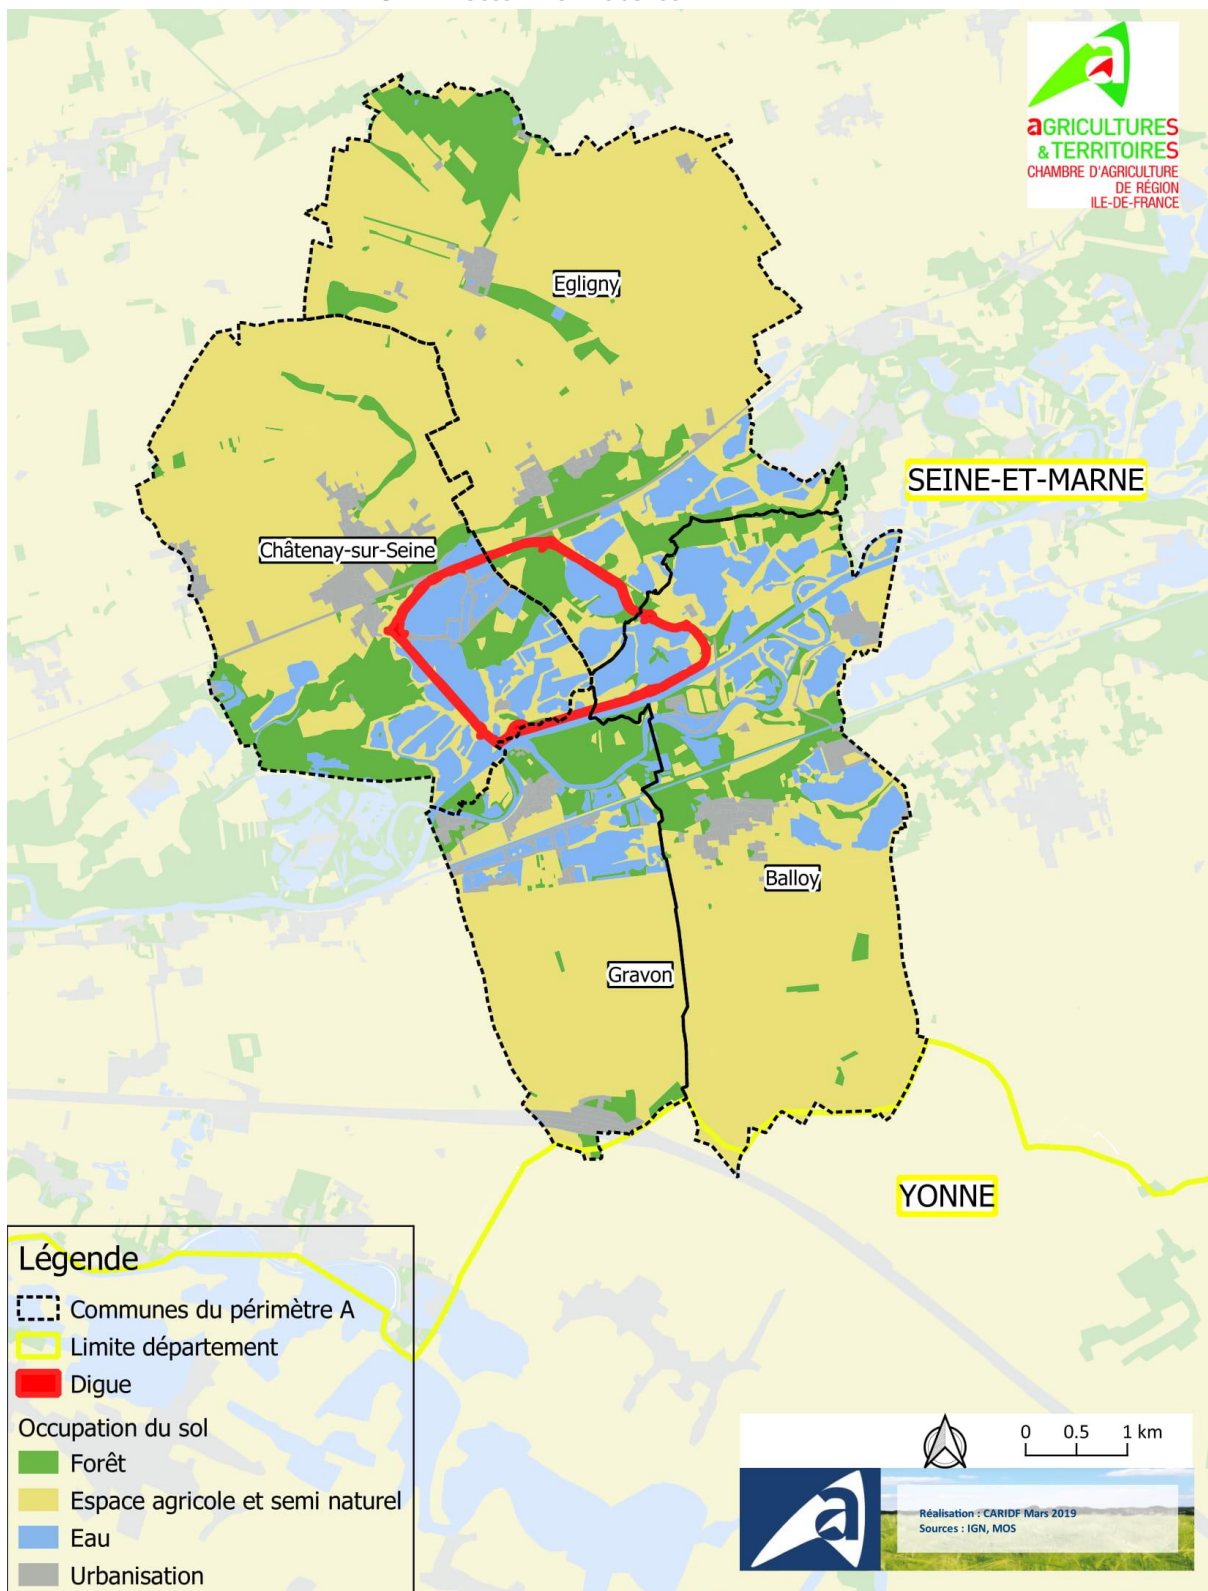 aGRICULTURES
& TERRITOIRES
CHAMBRE D'AGRICULTURE
DE RÉGION
ILE-DE-FRANCE
Egligny
SEINE-ET-MARNE
Châtenay-sur-Seine
Balloy
Gravon
YONNE
Légende
Communes du périmètre A
Limite département
Digue
Occupation du sol
Forêt
Espace agricole et semi naturel
Eau
Urbanisation
0 0.5 1 km
Réalisation : CARIDF Mars 2019
Sources : IGN, MOS